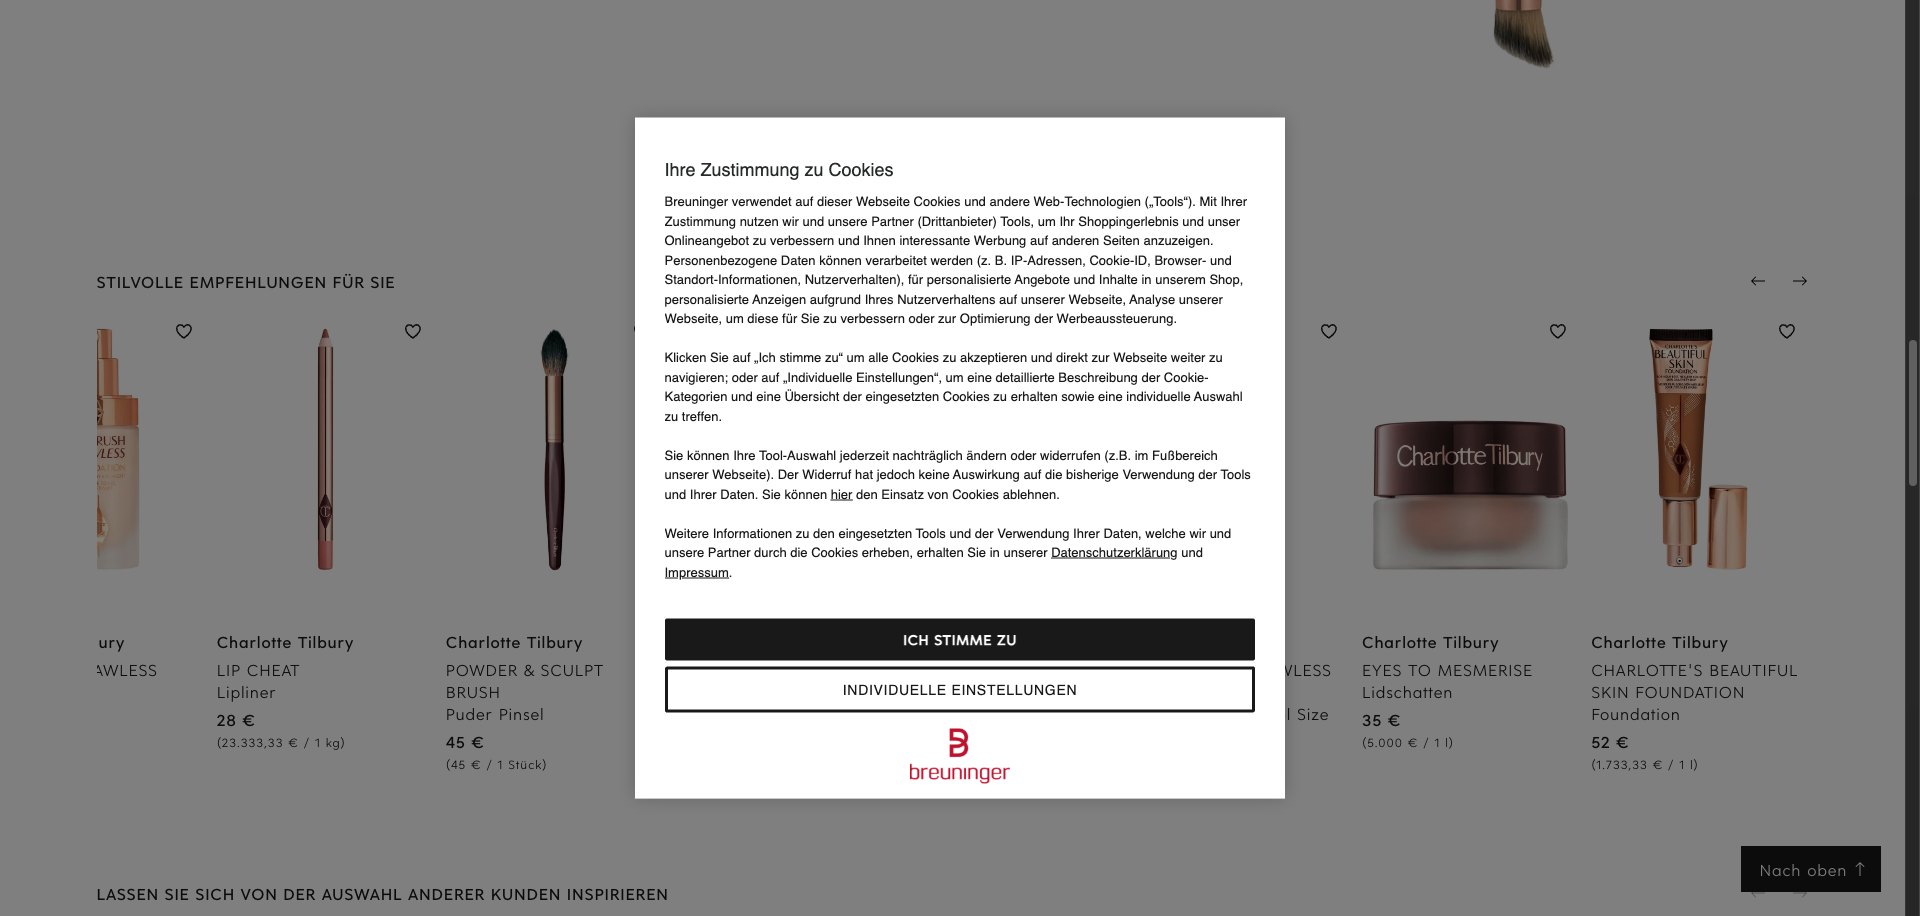 STILVOLLE EMPFEHLUNGEN FÜR SIE
Ihre Zustimmung zu Cookies
Breuninger verwendet auf dieser Webseite Cookies und andere Web-Technologien („Tools“). Mit Ihrer
Zustimmung nutzen wir und unsere Partner (Drittanbieter) Tools, um Ihr Shoppingerlebnis und unser
Onlineangebot zu verbessern und Ihnen interessante Werbung auf anderen Seiten anzuzeigen.
Personenbezogene Daten können verarbeitet werden (z. B. IP-Adressen, Cookie-ID, Browser- und
Standort-Informationen, Nutzerverhalten), für personalisierte Angebote und Inhalte in unserem Shop,
personalisierte Anzeigen aufgrund Ihres Nutzerverhaltens auf unserer Webseite, Analyse unserer
Webseite, um diese für Sie zu verbessern oder zur Optimierung der Werbeaussteuerung.
Klicken Sie auf „Ich stimme zu“ um alle Cookies zu akzeptieren und direkt zur Webseite weiter zu
navigieren; oder auf „Individuelle Einstellungen“, um eine detaillierte Beschreibung der Cookie-
Kategorien und eine Übersicht der eingesetzten Cookies zu erhalten sowie eine individuelle Auswahl
zu treffen.
Sie können Ihre Tool-Auswahl jederzeit nachträglich ändern oder widerrufen (z.B. im Fußbereich
unserer Webseite). Der Widerruf hat jedoch keine Auswirkung auf die bisherige Verwendung der Tools
und Ihrer Daten. Sie können hier den Einsatz von Cookies ablehnen.
Weitere Informationen zu den eingesetzten Tools und der Verwendung Ihrer Daten, welche wir und
unsere Partner durch die Cookies erheben, erhalten Sie in unserer Datenschutzerklärung und
Impressum.
ICH STIMME ZU
INDIVIDUELLE EINSTELLUNGEN
breuninger
RUSH
LESS
ury
AWLESS
Charlotte Tilbury
LIP CHEAT
Lipliner
28 €
(23.333,33 € / 1 kg)
Charlotte Tilbury
POWDER & SCULPT
BRUSH
Puder Pinsel
45 €
(45 € / 1 Stück)
WLESS
l Size
Charlotte Tilbury
Charlotte Tilbury
EYES TO MESMERISE
Lidschatten
35 €
(5.000 € / 1 l)
CHARLOTTE'S
BEAUTIFUL
SKIN
FOUNDATION
Charlotte Tilbury
CHARLOTTE'S BEAUTIFUL
SKIN FOUNDATION
Foundation
52 €
(1.733,33 € / 1 l)
Nach oben ↑
LASSEN SIE SICH VON DER AUSWAHL ANDERER KUNDEN INSPIRIEREN